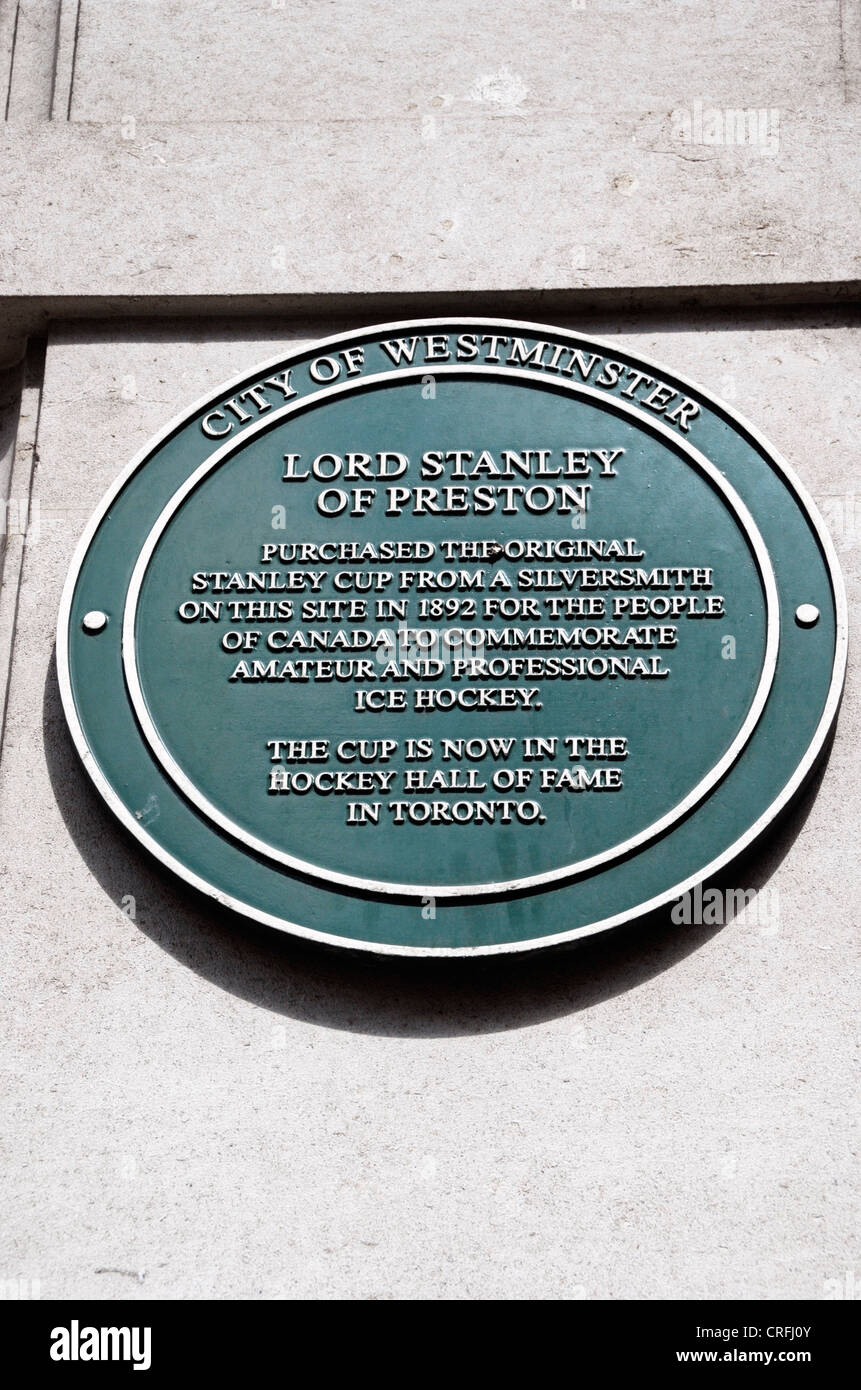 CITY OF WESTMINSTER
LORD STANLEY
OF PRESTON
PURCHASED THE ORIGINAL
STANLEY CUP FROM A SILVERSMITH
ON THIS SITE IN 1892 FOR THE PEOPLE
OF CANADA TO COMMEMORATE
AMATEUR AND PROFESSIONAL
ICE HOCKEY.
THE CUP IS NOW IN THE
HOCKEY HALL OF FAME
IN TORONTO.
alamy
Image ID: CRFJ0Y
www.alamy.com